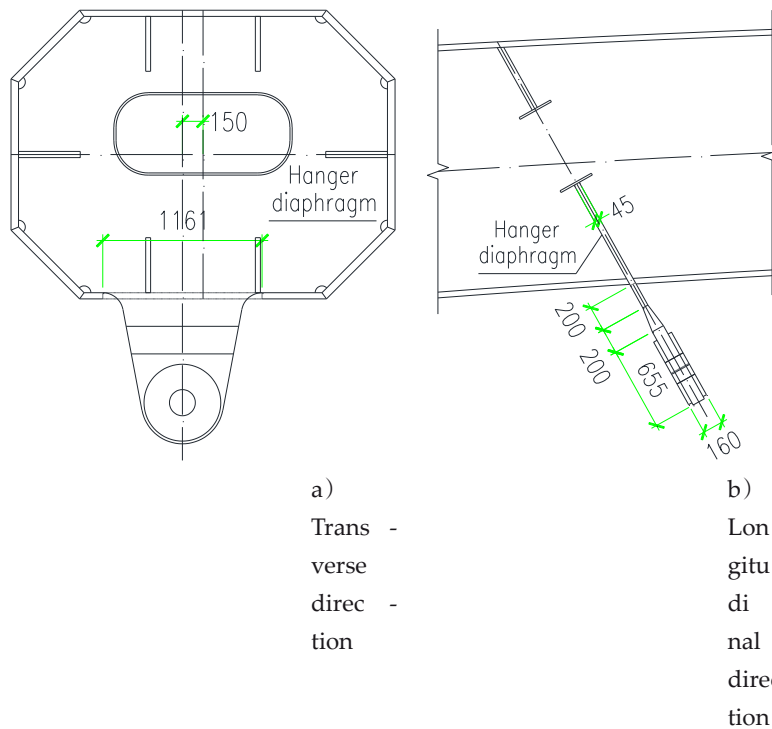 150
Hanger
diaphragm
1161
45
Hanger
diaphragm
200
200
655
160
a)
Trans -
verse
direc -
tion
b)
Lon
gitu
di
nal
direc
tion